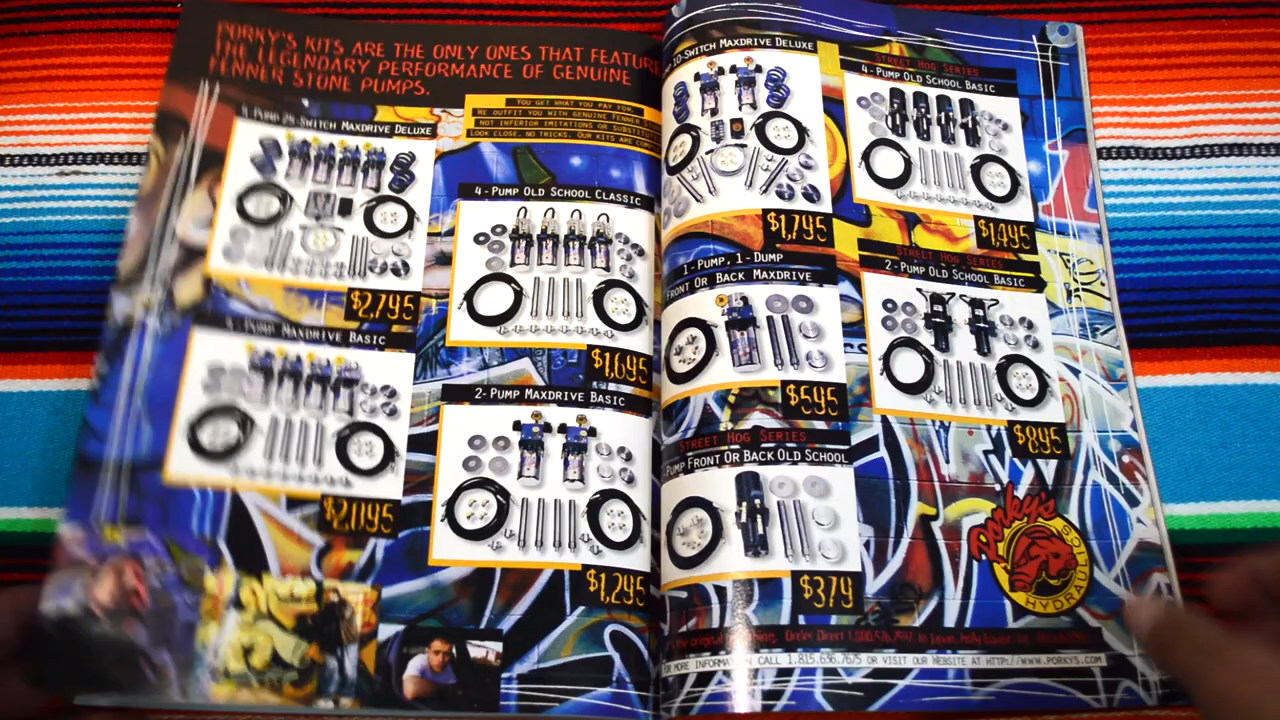 PORKY'S KITS ARE THE ONLY ONES THAT FEATURE
THE LEGENDARY PERFORMANCE OF GENUINE
FENNER STONE PUMPS.
YOU GET WHAT YOU PAY FOR.
WE OUTFIT YOU WITH GENUINE FENNER
NOT INFERIOR IMITATIONS OR
LOOK CLOSE, NO TRICKS. OUR KITS ARE
-SWITCH MAXDRIVE DELUXE
$2,795
4-PUMP OLD SCHOOL CLASSIC
$1,695
PUMP MAXDRIVE BASIC
$2,095
2-PUMP MAXDRIVE BASIC
$1,295
10-SWITCH MAXDRIVE DELUXE
$1,795
STREET HOG SERIES
4-PUMP OLD SCHOOL BASIC
$1,495
1-PUMP, 1-DUMP
FRONT OR BACK MAXDRIVE
$595
STREET HOG SERIES
2-PUMP OLD SCHOOL BASIC
$895
STREET HOG SERIES
PUMP FRONT OR BACK OLD SCHOOL
$379
Porky's
HYDRAULICS
FOR MORE INFORMATION CALL 1.815.636.7675 OR VISIT OUR WEBSITE AT HTTP://WWW.PORKYS.COM